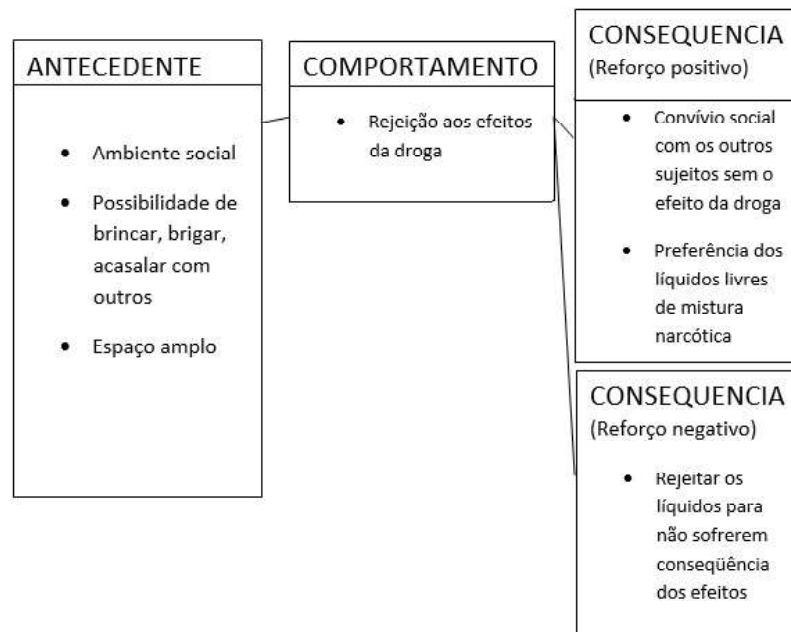 ANTECEDENTE
• Ambiente social
• Possibilidade de
brincar, brigar,
acasalar com
outros
• Espaço amplo
COMPORTAMENTO
• Rejeição aos efeitos
da droga
CONSEQUENCIA
(Reforço positivo)
• Convívio social
com os outros
sujeitos sem o
efeito da droga
• Preferência dos
líquidos livres
de mistura
narcótica
CONSEQUENCIA
(Reforço negativo)
• Rejeitar os
líquidos para
não sofrerem
conseqüência
dos efeitos